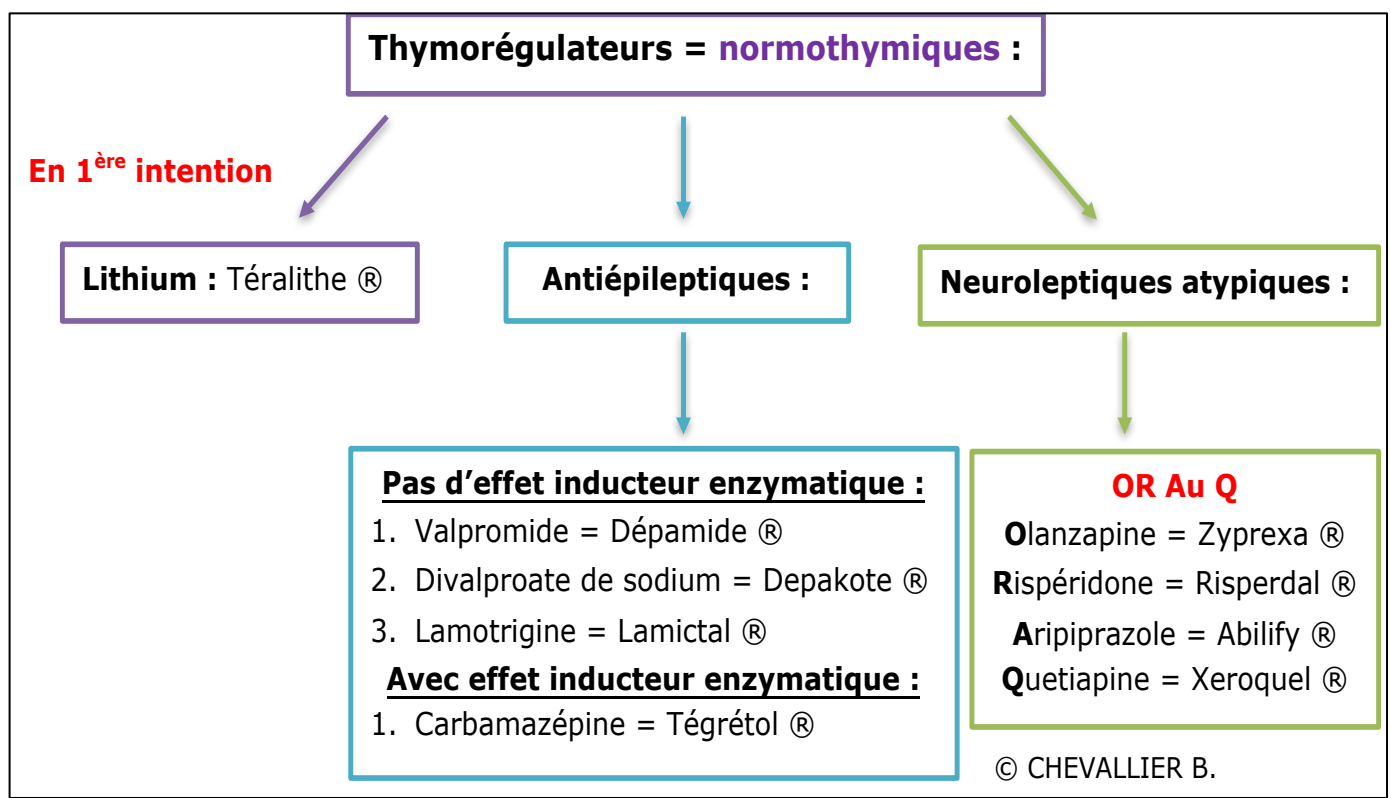 Thymorégulateurs = normothymiques :
En 1ère intention
Lithium : Téralithe ®
Antiépileptiques :
Neuroleptiques atypiques :
Pas d’effet inducteur enzymatique :
1. Valpromide = Dépamide ®
2. Divalproate de sodium = Depakote ®
3. Lamotrigine = Lamictal ®
Avec effet inducteur enzymatique :
1. Carbamazépine = Tégrétol ®
OR Au Q
Olanzapine = Zyprexa ®
Rispéridone = Risperdal ®
Aripiprazole = Abilify ®
Quetiapine = Xeroquel ®
© CHEVALLIER B.